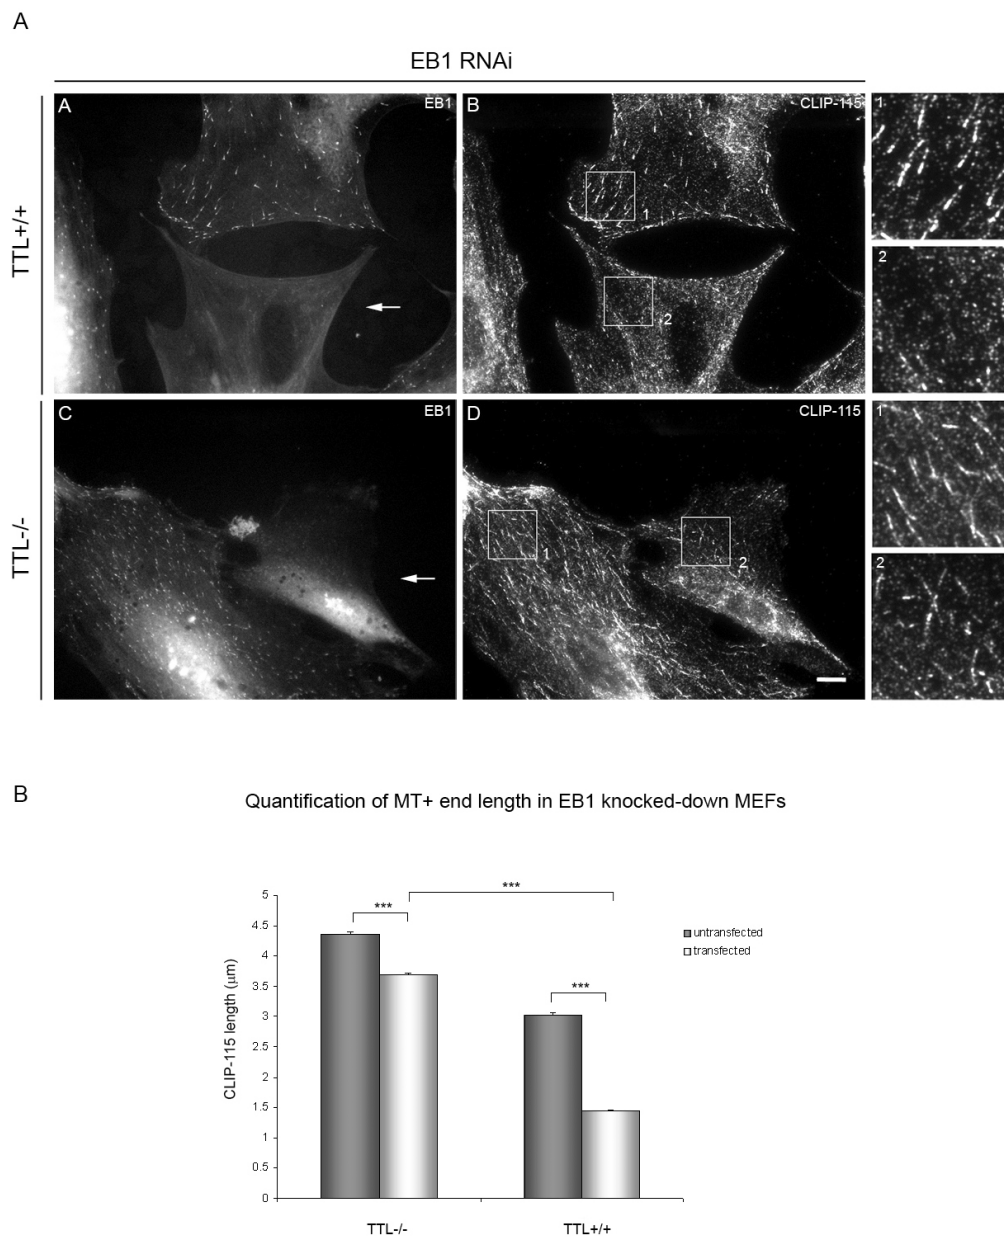 A
EB1 RNAi
TTL+/+
A
EB1
B
CLIP-115
1
2
1
2
TTL-/-
C
EB1
D
CLIP-115
1
2
1
2
B
Quantification of MT+ end length in EB1 knocked-down MEFs
***
***
***
untransfected
transfected
CLIP-115 length (µm)
5
4.5
4
3.5
3
2.5
2
1.5
1
0.5
0
TTL-/-
TTL+/+